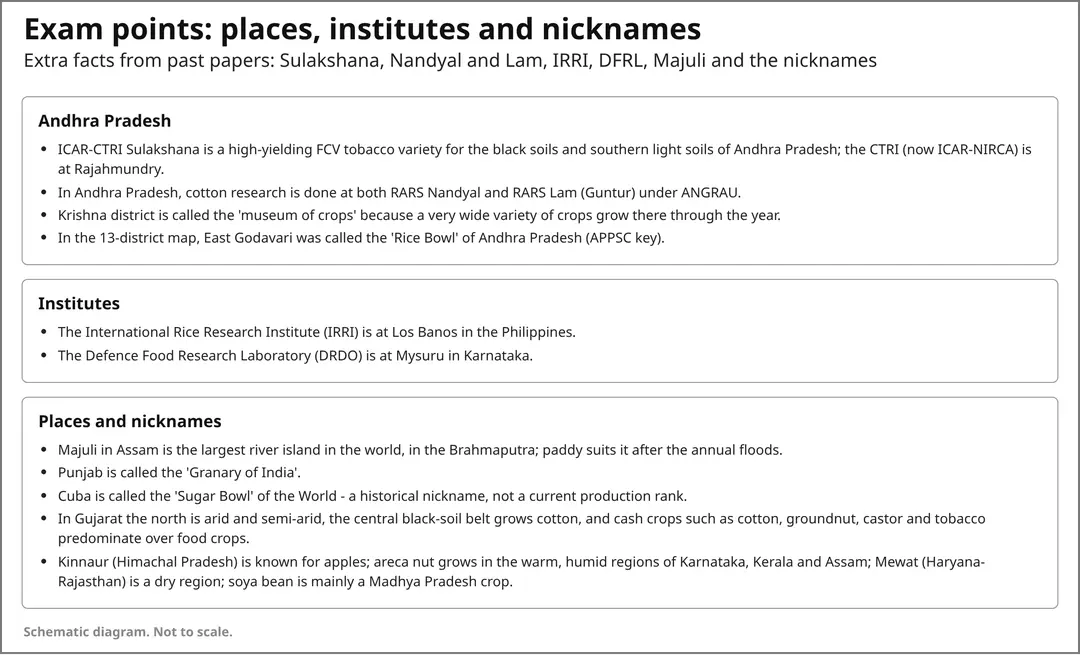 Exam points: places, institutes and nicknames
Extra facts from past papers: Sulakshana, Nandyal and Lam, IRRI, DFRL, Majuli and the nicknames
Andhra Pradesh
• ICAR-CTRI Sulakshana is a high-yielding FCV tobacco variety for the black soils and southern light soils of Andhra Pradesh; the CTRI (now ICAR-NIRCA) is
at Rajahmundry.
• In Andhra Pradesh, cotton research is done at both RARS Nandyal and RARS Lam (Guntur) under ANGRAU.
• Krishna district is called the 'museum of crops' because a very wide variety of crops grow there through the year.
• In the 13-district map, East Godavari was called the 'Rice Bowl' of Andhra Pradesh (APPSC key).
Institutes
• The International Rice Research Institute (IRRI) is at Los Banos in the Philippines.
• The Defence Food Research Laboratory (DRDO) is at Mysuru in Karnataka.
Places and nicknames
• Majuli in Assam is the largest river island in the world, in the Brahmaputra; paddy suits it after the annual floods.
• Punjab is called the 'Granary of India'.
• Cuba is called the 'Sugar Bowl' of the World - a historical nickname, not a current production rank.
• In Gujarat the north is arid and semi-arid, the central black-soil belt grows cotton, and cash crops such as cotton, groundnut, castor and tobacco
predominate over food crops.
• Kinnaur (Himachal Pradesh) is known for apples; areca nut grows in the warm, humid regions of Karnataka, Kerala and Assam; Mewat (Haryana-
Rajasthan) is a dry region; soya bean is mainly a Madhya Pradesh crop.
Schematic diagram. Not to scale.